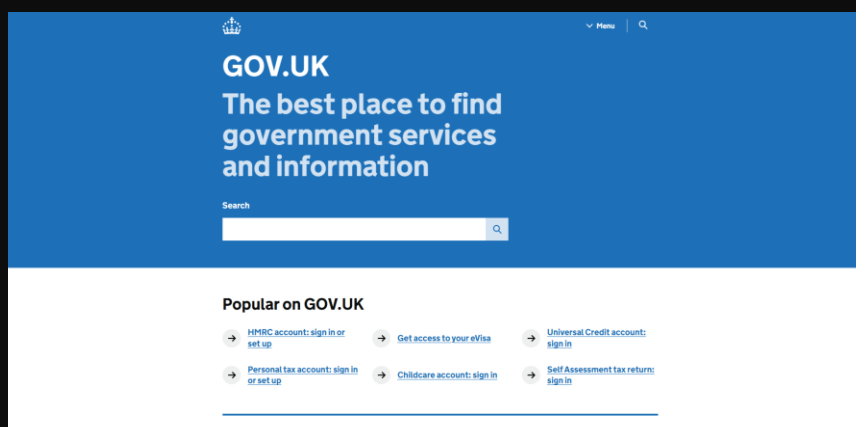 Menu
GOV.UK
The best place to find
government services
and information
Search
Popular on GOV.UK
HMRC account: sign in or
set up
Get access to your eVisa
Universal Credit account:
sign in
Personal tax account: sign in
or set up
Childcare account: sign in
Self Assessment tax return:
sign in